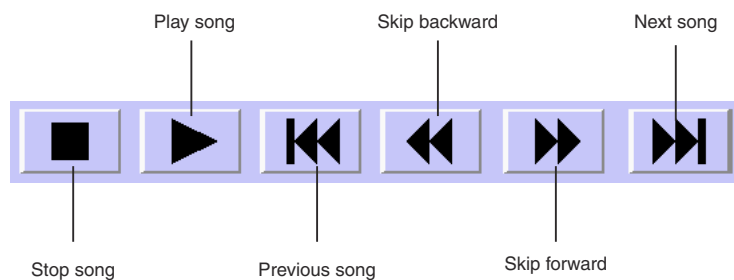 Play song
Skip backward
Next song
Stop song
Previous song
Skip forward